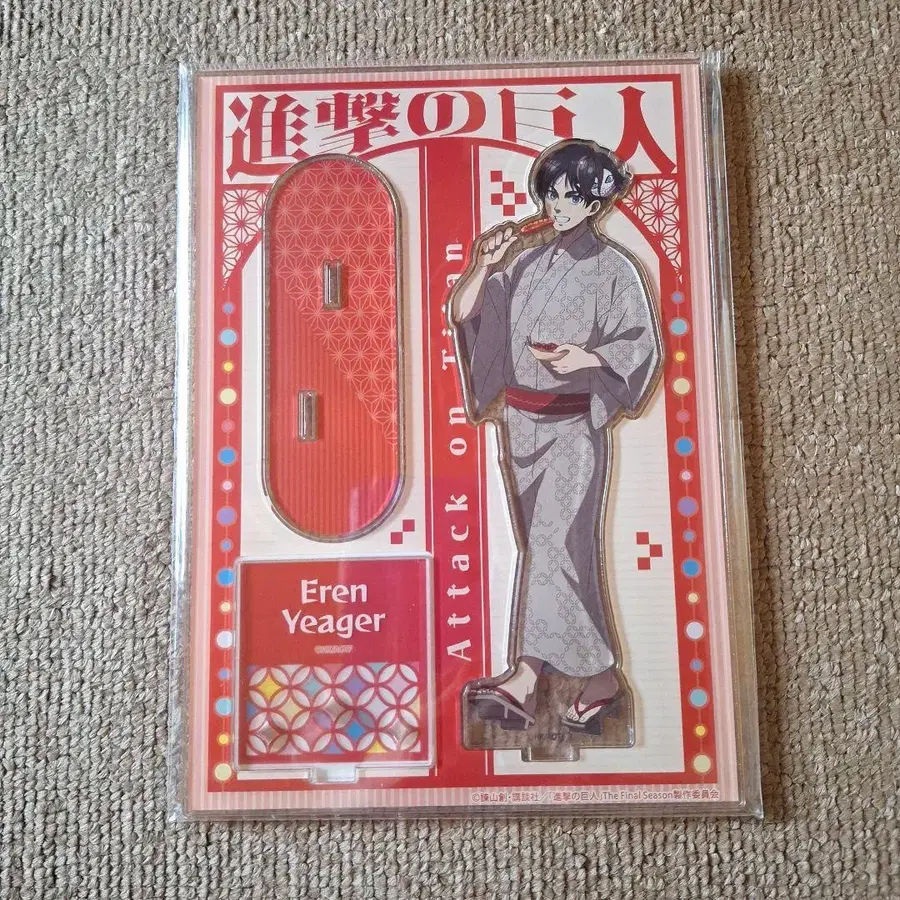 進撃の巨人
Attack on Titan
Eren
Yeager
©諫山創・講談社／「進撃の巨人」The Final Season製作委員会